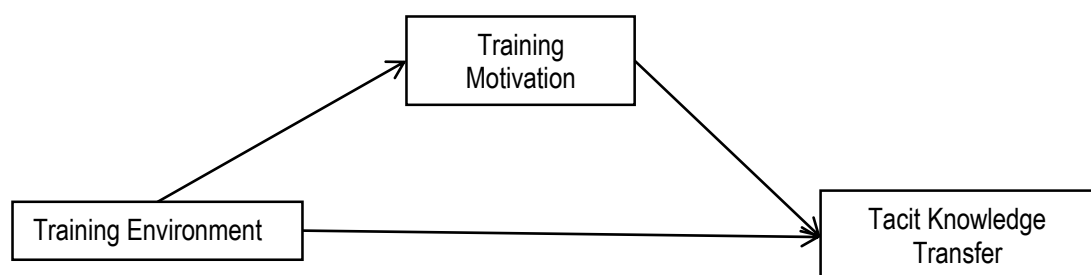 Training
Motivation
Training Environment
Tacit Knowledge
Transfer